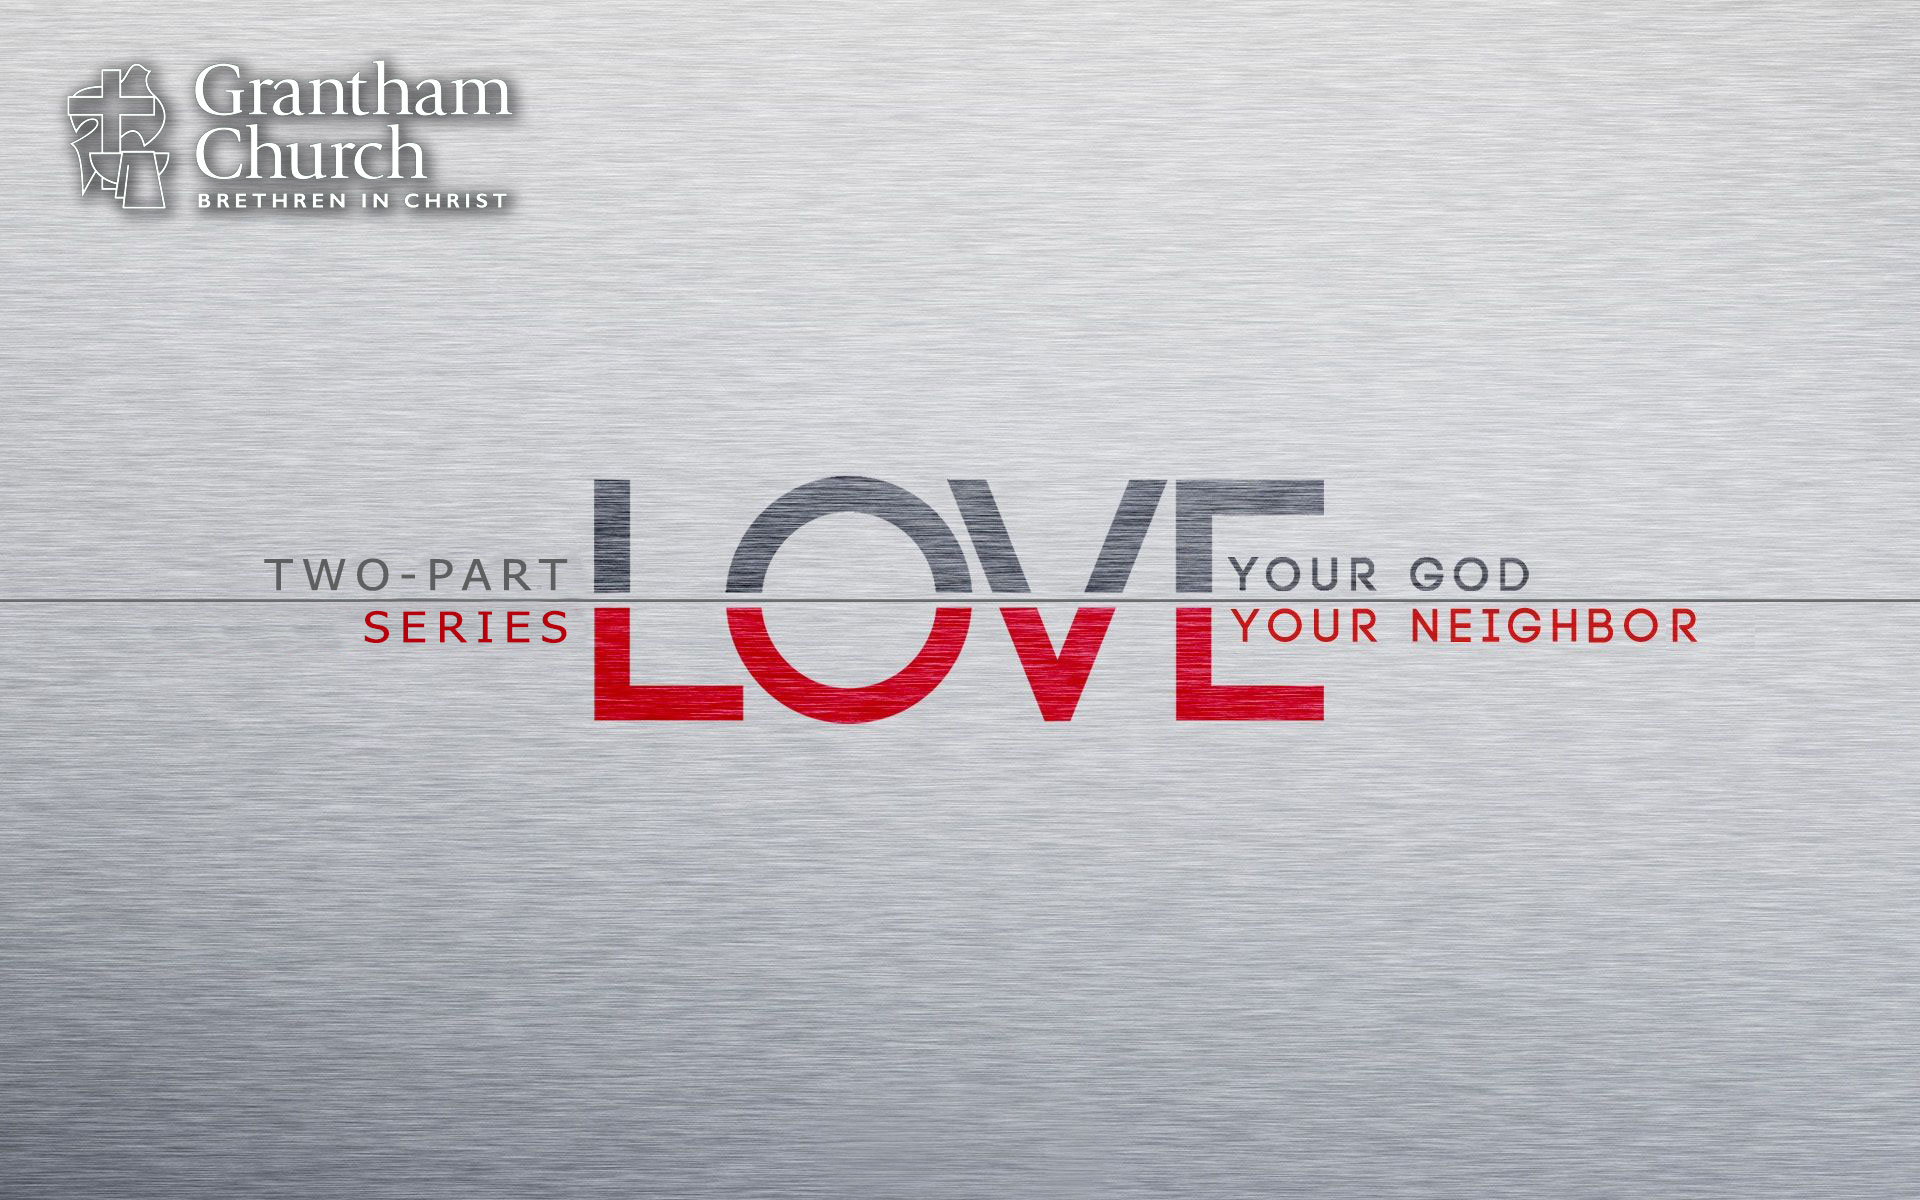 Grantham
Church
BRETHREN IN CHRIST
TWO-PART
SERIES
LOVE
YOUR GOD
YOUR NEIGHBOR